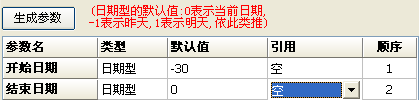 生成参数
(日期型的默认值:0表示当前日期,
-1表示昨天,1表示明天,依此类推)
参数名 类型 默认值 引用 顺序
开始日期 日期型 -30 空 1
结束日期 日期型 0 空 2